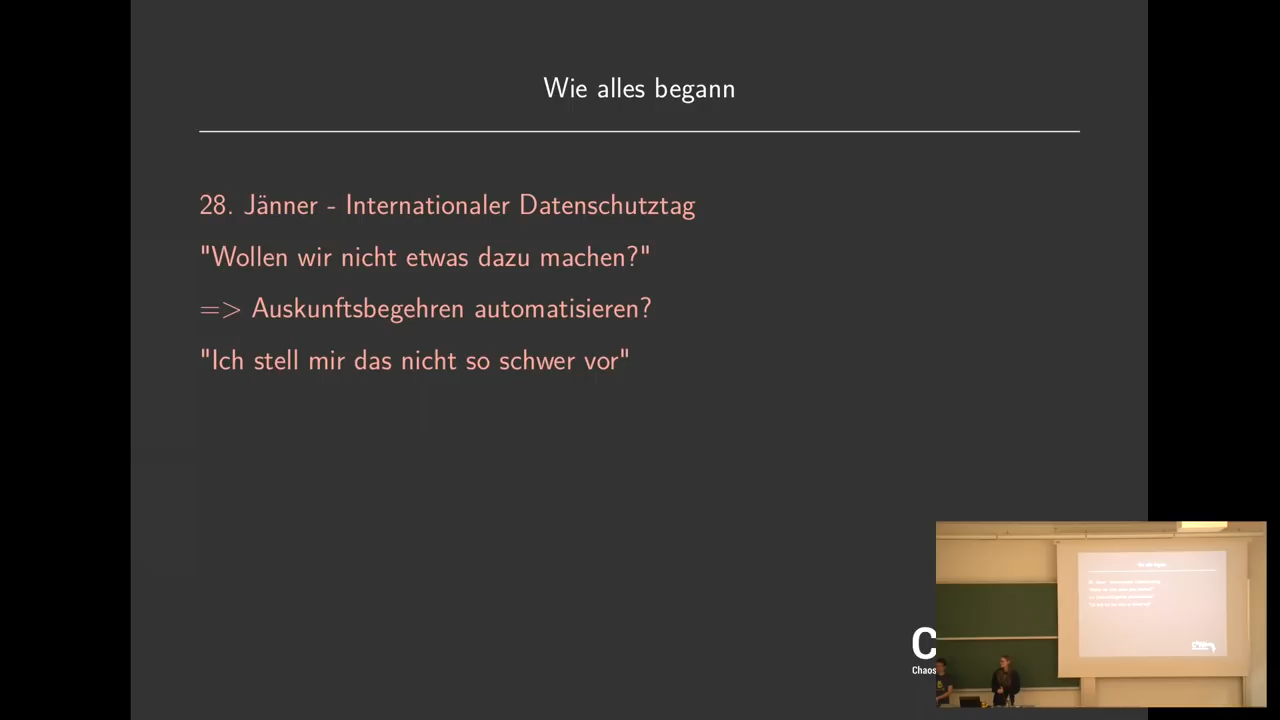 Wie alles begann
28. Jänner - Internationaler Datenschutztag
"Wollen wir nicht etwas dazu machen?"
=> Auskunftsbegehren automatisieren?
"Ich stell mir das nicht so schwer vor"
C
Chaos